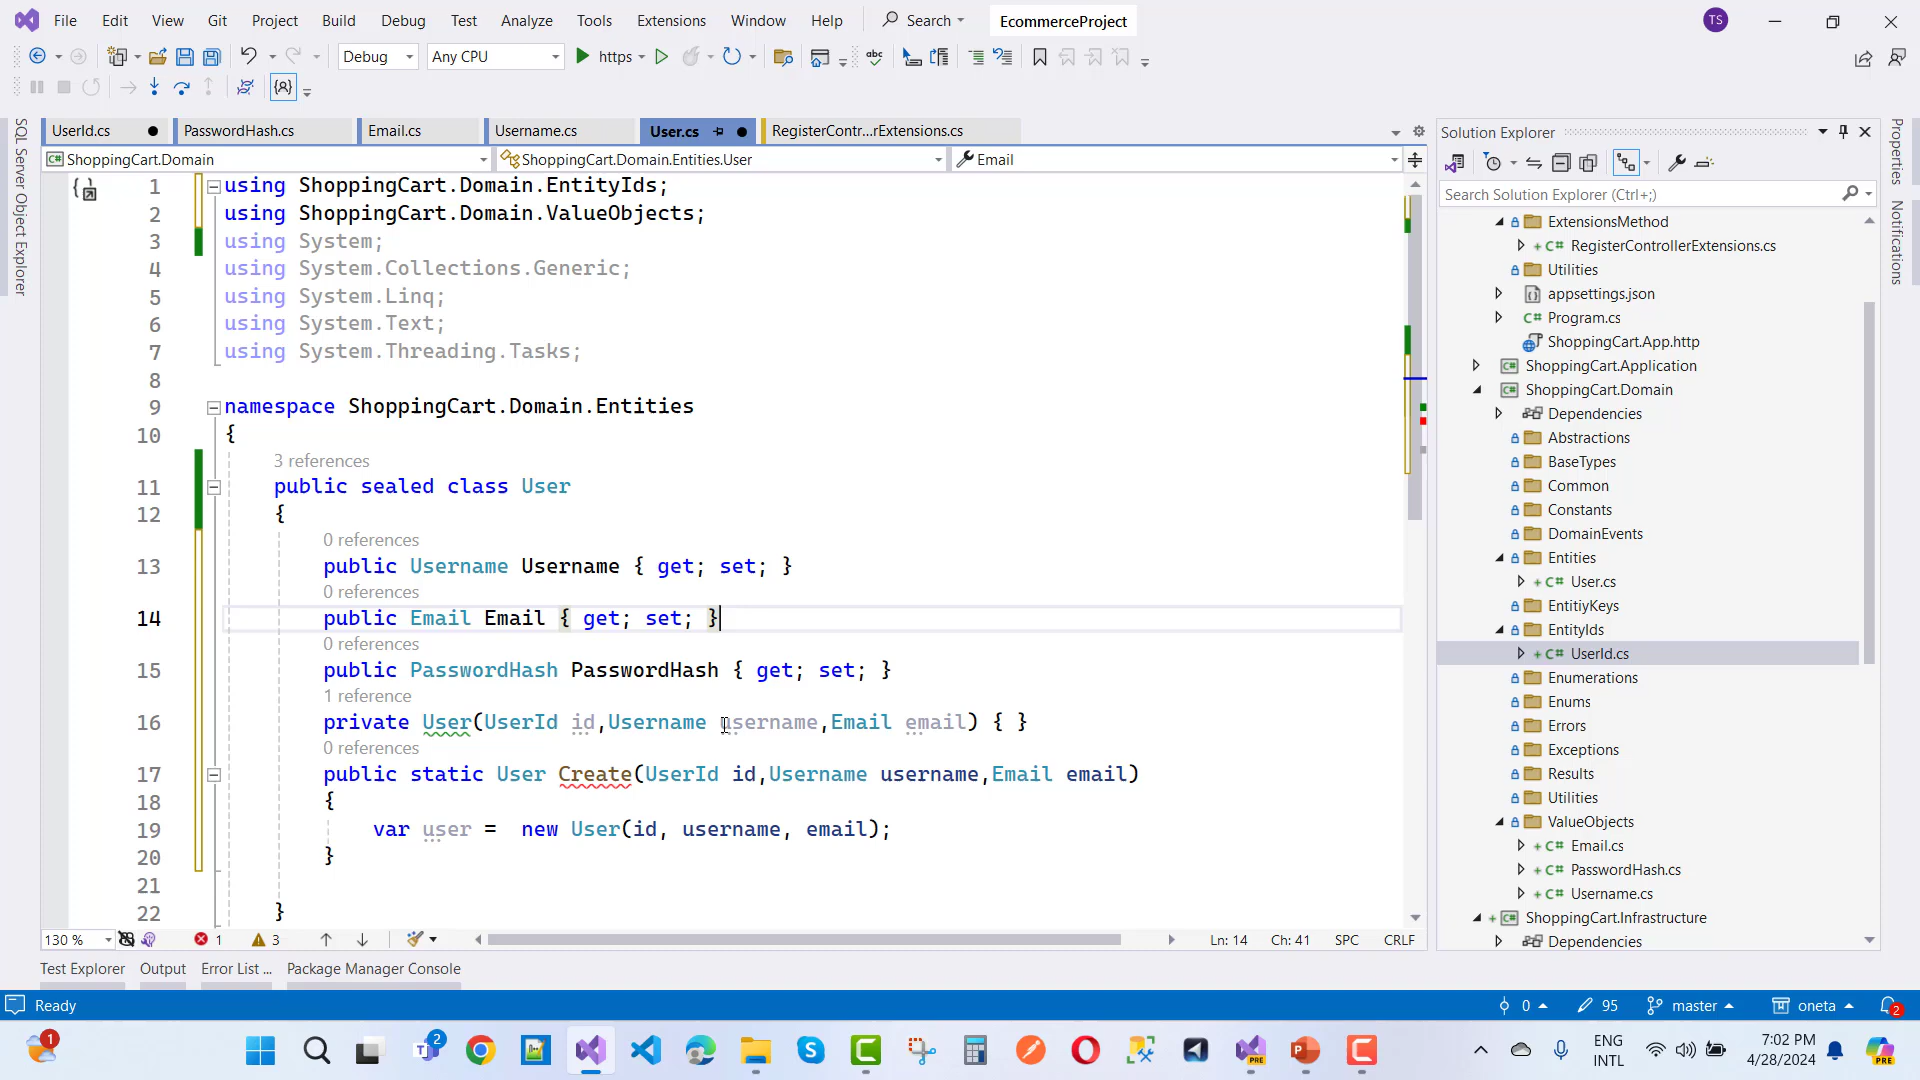 File Edit View Git Project Build Debug Test Analyze Tools Extensions Window Help Search EcommerceProject TS
Debug Any CPU https
UserId.cs PasswordHash.cs Email.cs Username.cs User.cs RegisterContr...rExtensions.cs
ShoppingCart.Domain ShoppingCart.Domain.Entities.User Email
SQL Server Object Explorer
1 using ShoppingCart.Domain.EntityIds;
2 using ShoppingCart.Domain.ValueObjects;
3 using System;
4 using System.Collections.Generic;
5 using System.Linq;
6 using System.Text;
7 using System.Threading.Tasks;
8
9 namespace ShoppingCart.Domain.Entities
10 {
3 references
11 public sealed class User
12 {
0 references
13 public Username Username { get; set; }
0 references
14 public Email Email { get; set; }
0 references
15 public PasswordHash PasswordHash { get; set; }
1 reference
16 private User(UserId id,Username username,Email email) { }
0 references
17 public static User Create(UserId id,Username username,Email email)
18 {
19 var user =  new User(id, username, email);
20 }
21
22 }
130 % 1 3 Ln: 14 Ch: 41 SPC CRLF
Test Explorer Output Error List ... Package Manager Console
Solution Explorer
Search Solution Explorer (Ctrl+;)
ExtensionsMethod
RegisterControllerExtensions.cs
Utilities
appsettings.json
Program.cs
ShoppingCart.App.http
ShoppingCart.Application
ShoppingCart.Domain
Dependencies
Abstractions
BaseTypes
Common
Constants
DomainEvents
Entities
User.cs
EntitiyKeys
EntityIds
UserId.cs
Enumerations
Enums
Errors
Exceptions
Results
Utilities
ValueObjects
Email.cs
PasswordHash.cs
Username.cs
ShoppingCart.Infrastructure
Dependencies
Properties
Notifications
Ready 0 95 master oneta 2
1 2 PRE ENG
INTL 7:02 PM
4/28/2024 PRE